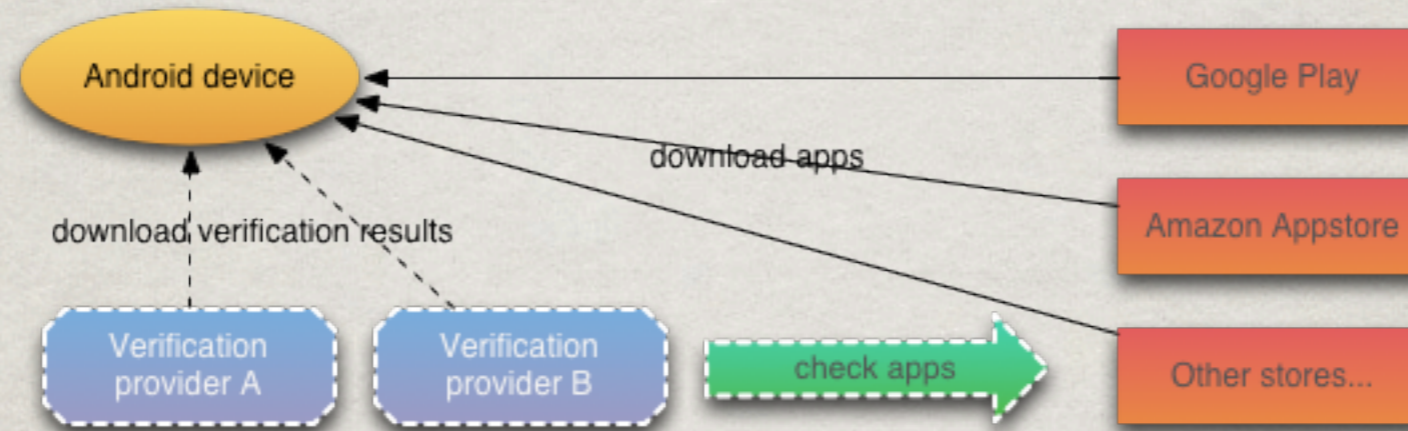 Android device
Google Play
download apps
Amazon Appstore
download verification results
Verification
provider A
Verification
provider B
check apps
Other stores...